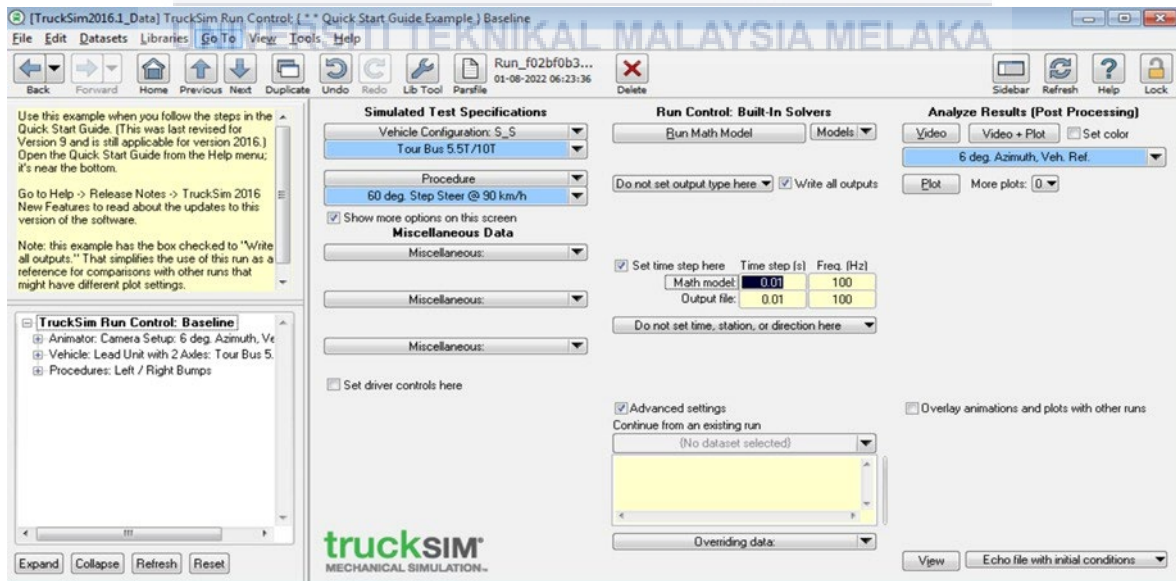 [TruckSim2016.1_Data] TruckSim Run Control; { * * Quick Start Guide Example } Baseline
UNIVERSITI TEKNIKAL MALAYSIA MELAKA
File Edit Datasets Libraries Go To View Tools Help
Back Forward Home Previous Next Duplicate Undo Redo Lib Tool Parsfile
Run_f02bf0b3...
01-08-2022 06:23:36
Delete Sidebar Refresh Help Lock
Use this example when you follow the steps in the
Quick Start Guide. (This was last revised for
Version 9 and is still applicable for version 2016.)
Open the Quick Start Guide from the Help menu;
it's near the bottom.
Go to Help -> Release Notes -> TruckSim 2016
New Features to read about the updates to this
version of the software.
Note: this example has the box checked to "Write
all outputs." That simplifies the use of this run as a
reference for comparisons with other runs that
might have different plot settings.
TruckSim Run Control: Baseline
Animator: Camera Setup: 6 deg. Azimuth, Ve
Vehicle: Lead Unit with 2 Axles: Tour Bus 5.
Procedures: Left / Right Bumps
Expand Collapse Refresh Reset
Simulated Test Specifications
Vehicle Configuration: S_S
Tour Bus 5.5T/10T
Procedure
60 deg. Step Steer @ 90 km/h
Show more options on this screen
Miscellaneous Data
Miscellaneous:
Miscellaneous:
Miscellaneous:
Set driver controls here
truckSIM
MECHANICAL SIMULATION
Run Control: Built-In Solvers
Run Math Model Models
Do not set output type here Write all outputs
Set time step here Time step (s) Freq. (Hz)
Math model: 0.01 100
Output file: 0.01 100
Do not set time, station, or direction here
Advanced settings
Continue from an existing run
{No dataset selected}
Overriding data:
Analyze Results (Post Processing)
Video Video + Plot Set color
6 deg. Azimuth, Veh. Ref.
Plot More plots: 0
Overlay animations and plots with other runs
View Echo file with initial conditions